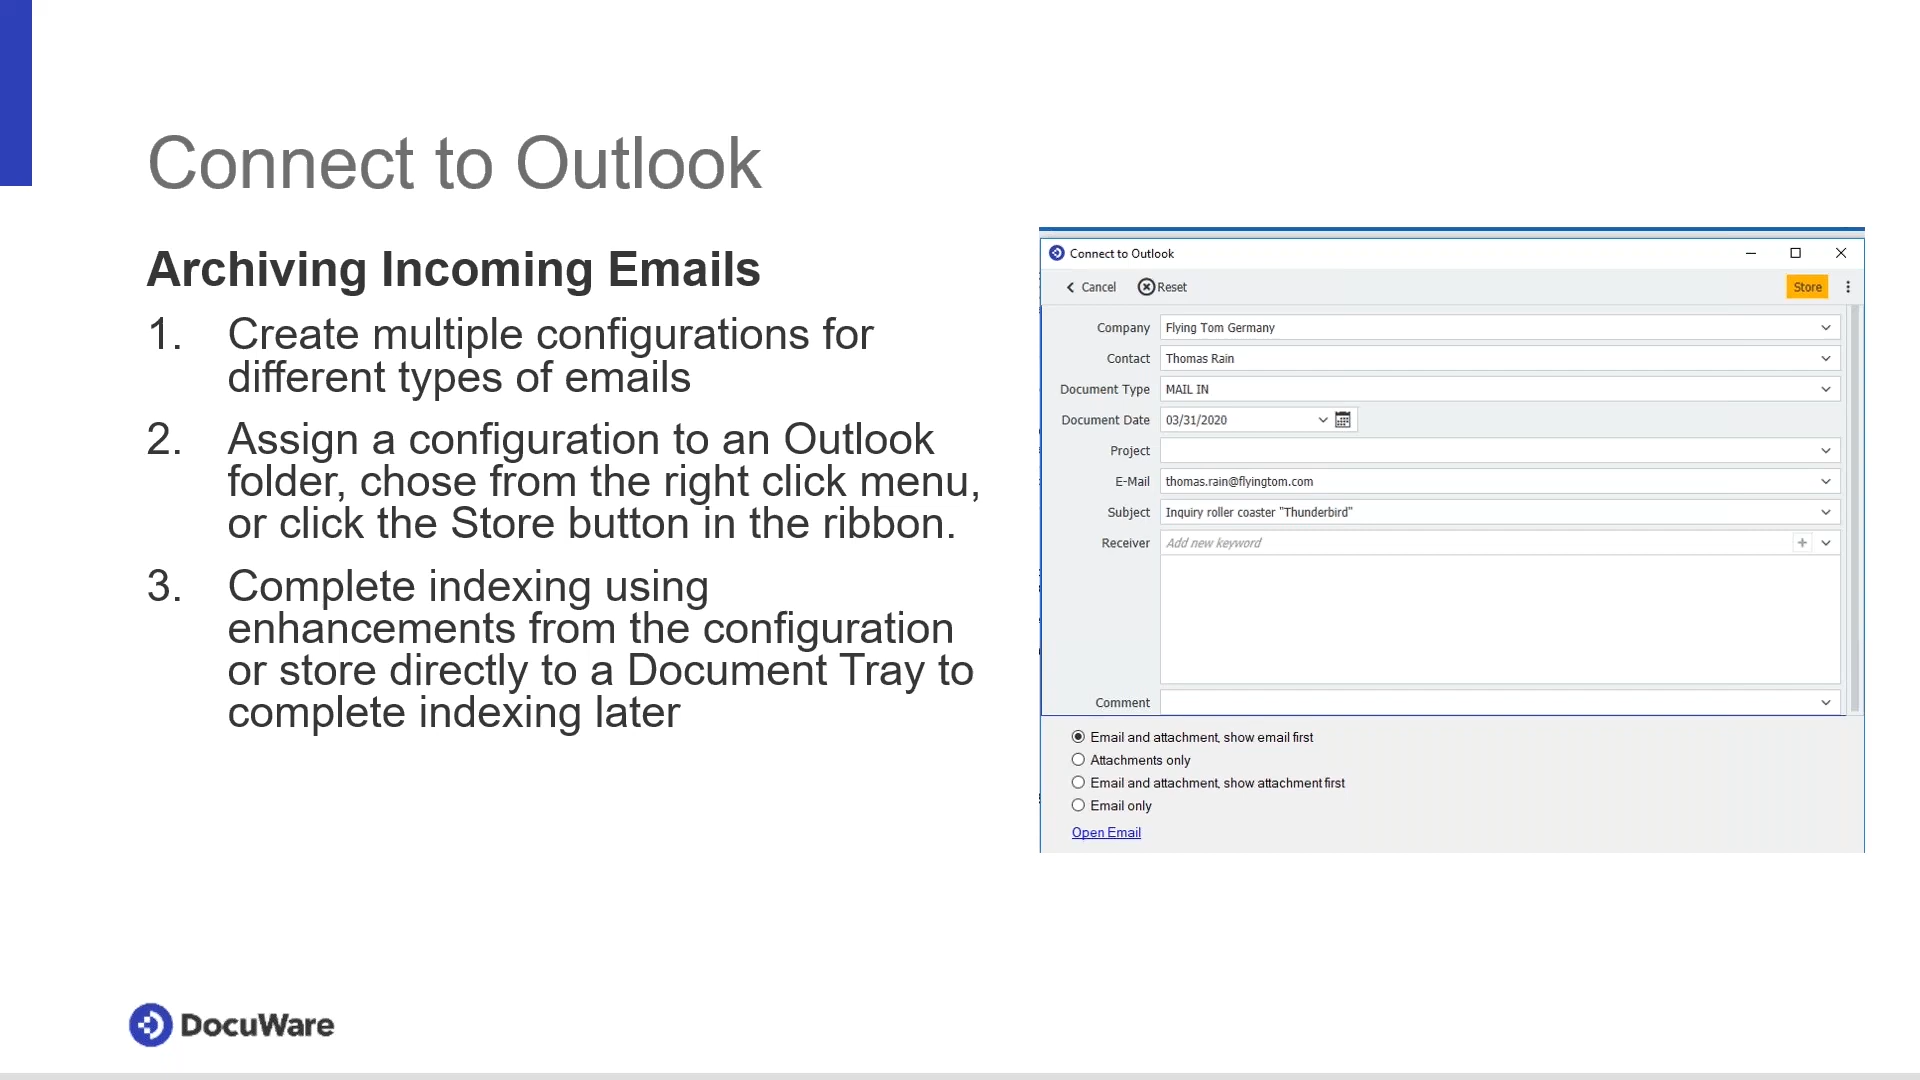 Connect to Outlook
Archiving Incoming Emails
1. Create multiple configurations for
different types of emails
2. Assign a configuration to an Outlook
folder, chose from the right click menu,
or click the Store button in the ribbon.
3. Complete indexing using
enhancements from the configuration
or store directly to a Document Tray to
complete indexing later
Connect to Outlook
Cancel Reset Store
Company Flying Tom Germany
Contact Thomas Rain
Document Type MAIL IN
Document Date 03/31/2020
Project
E-Mail thomas.rain@flyingtom.com
Subject Inquiry roller coaster "Thunderbird"
Receiver Add new keyword
Comment
Email and attachment, show email first
Attachments only
Email and attachment, show attachment first
Email only
Open Email
DocuWare